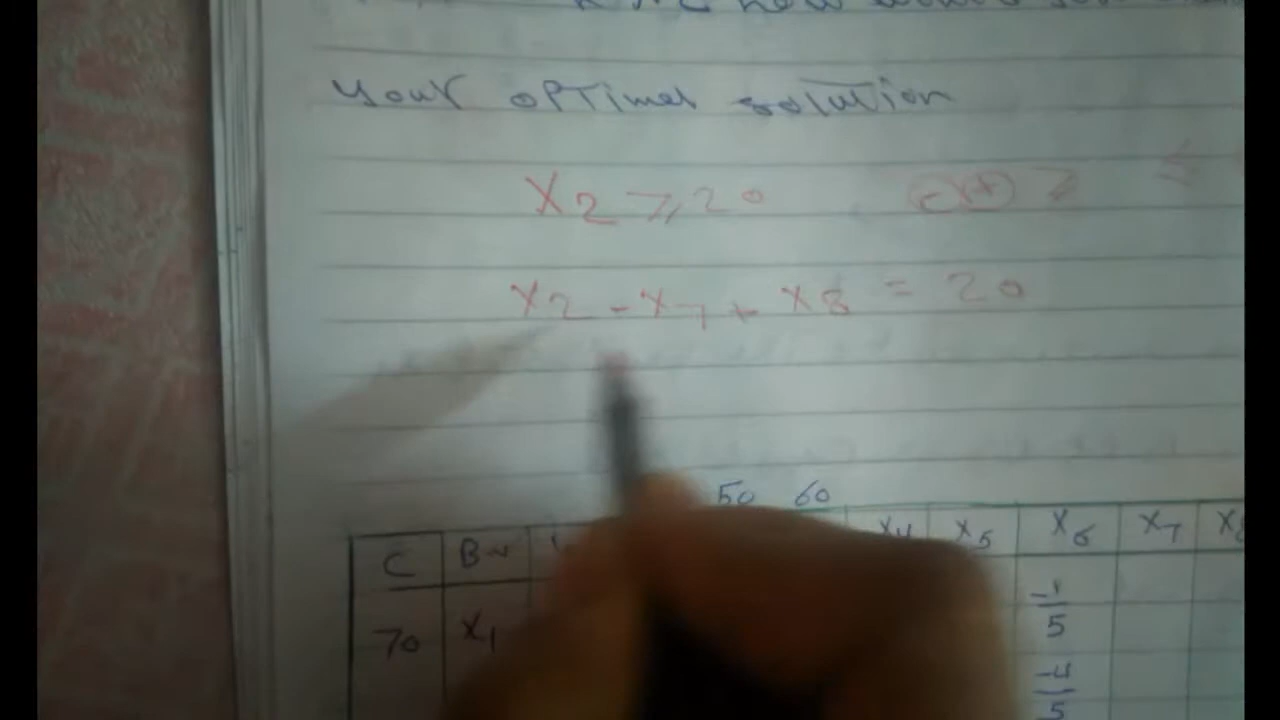 your optimal solution
X2 ≥ 20 (-)(+) ≥ ≤
X2 - X7 + X8 = 20
50 60
C B~ X4 X5 X6 X7 X8
70 X1 -1/5
-4/5